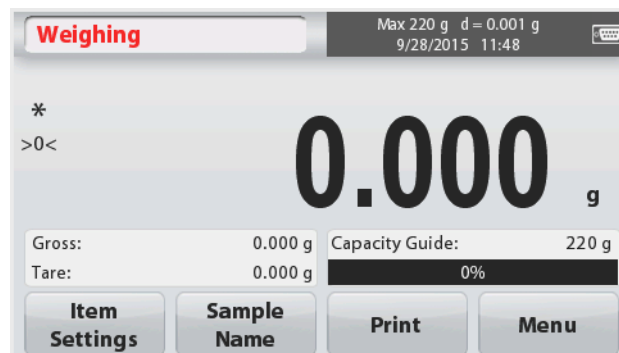 Weighing
Max 220 g d = 0.001 g
9/28/2015 11:48
*
>0<
0.000 g
Gross: 0.000 g
Tare: 0.000 g
Capacity Guide: 220 g
0%
Item Settings
Sample Name
Print
Menu